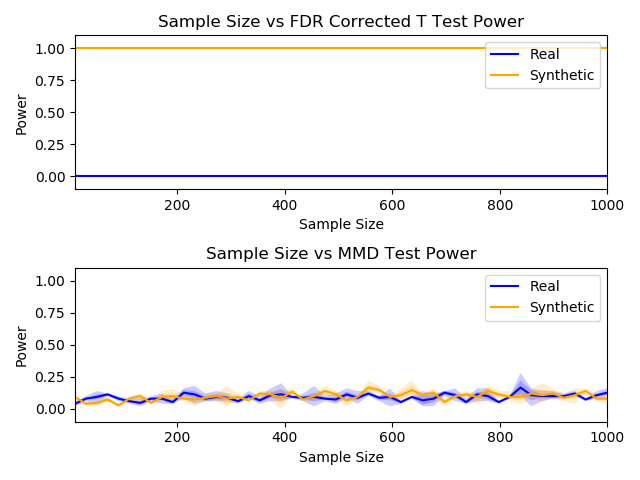 Sample Size vs FDR Corrected T Test Power
1.00
0.75
0.50
0.25
0.00
Power
Real
Synthetic
200 400 600 800 1000
Sample Size
Sample Size vs MMD Test Power
1.00
0.75
0.50
0.25
0.00
Power
Real
Synthetic
200 400 600 800 1000
Sample Size